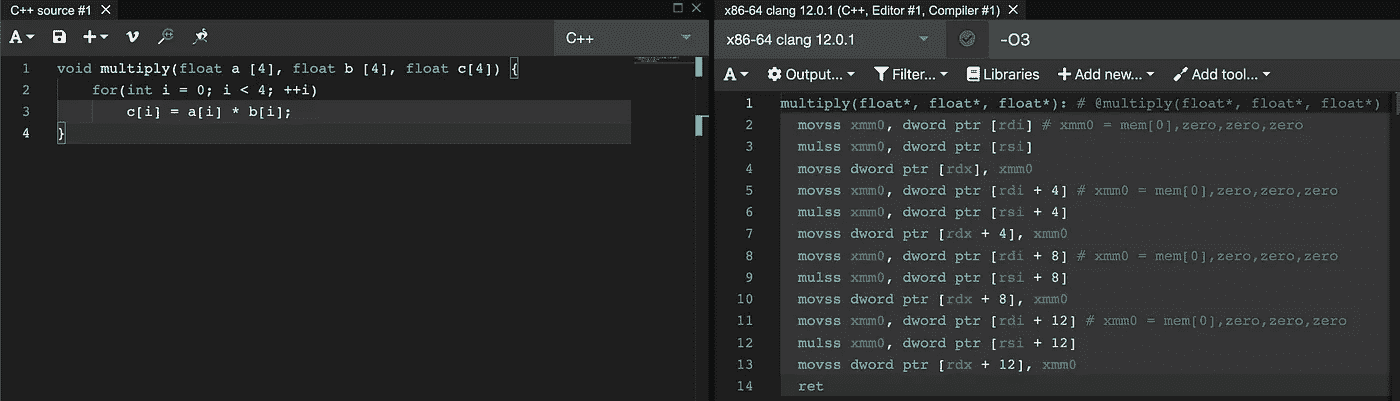 C++ source #1 X
A
C++
1 void multiply(float a [4], float b [4], float c[4]) {
2 for(int i = 0; i < 4; ++i)
3 c[i] = a[i] * b[i];
4 }
x86-64 clang 12.0.1 (C++, Editor #1, Compiler #1) X
x86-64 clang 12.0.1 -O3
A Output... Filter... Libraries + Add new... Add tool...
1 multiply(float*, float*, float*): # @multiply(float*, float*, float*)
2 movss xmm0, dword ptr [rdi] # xmm0 = mem[0],zero,zero,zero
3 mulss xmm0, dword ptr [rsi]
4 movss dword ptr [rdx], xmm0
5 movss xmm0, dword ptr [rdi + 4] # xmm0 = mem[0],zero,zero,zero
6 mulss xmm0, dword ptr [rsi + 4]
7 movss dword ptr [rdx + 4], xmm0
8 movss xmm0, dword ptr [rdi + 8] # xmm0 = mem[0],zero,zero,zero
9 mulss xmm0, dword ptr [rsi + 8]
10 movss dword ptr [rdx + 8], xmm0
11 movss xmm0, dword ptr [rdi + 12] # xmm0 = mem[0],zero,zero,zero
12 mulss xmm0, dword ptr [rsi + 12]
13 movss dword ptr [rdx + 12], xmm0
14 ret